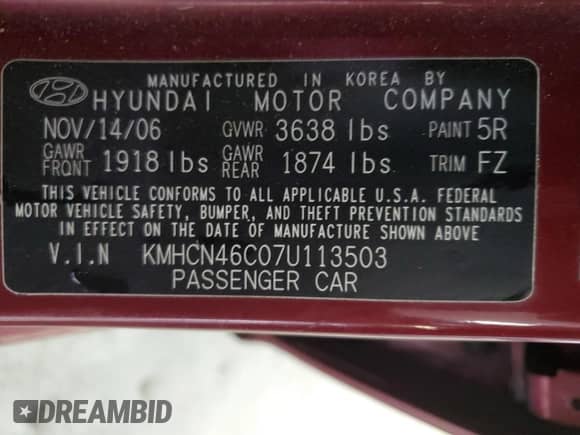 MANUFACTURED IN KOREA BY
HYUNDAI MOTOR COMPANY
NOV/14/06 GVWR 3638 lbs PAINT 5R
GAWR FRONT 1918 lbs GAWR REAR 1874 lbs TRIM FZ
THIS VEHICLE CONFORMS TO ALL APPLICABLE U.S.A. FEDERAL
MOTOR VEHICLE SAFETY, BUMPER, AND THEFT PREVENTION STANDARDS
IN EFFECT ON THE DATE OF MANUFACTURE SHOWN ABOVE
V.I.N KMHCN46C07U113503
PASSENGER CAR
DREAMBID